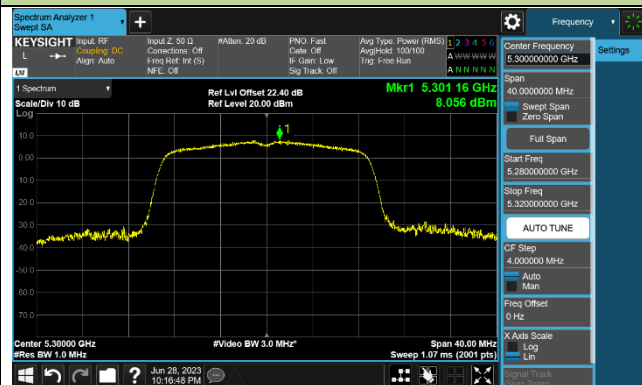 Spectrum Analyzer 1
Swept SA
Frequency
KEYSIGHT Input: RF Input Z: 50 Ω #Atten: 20 dB PNO: Fast Avg Type: Power (RMS) 1 2 3 4 5 6
L Coupling: DC Corrections: Off Gate: Off Avg|Hold: 100/100 A W W W W W
Align: Auto Freq Ref: Int (S) IF Gain: Low Trig: Free Run
LXI NFE: Off Sig Track: Off A N N N N N
Center Frequency
5.300000000 GHz
Settings
Span
40.0000000 MHz
Swept Span
Zero Span
Full Span
Start Freq
5.280000000 GHz
Stop Freq
5.320000000 GHz
AUTO TUNE
CF Step
4.000000 MHz
Auto
Man
Freq Offset
0 Hz
X Axis Scale
Log
Lin
Signal Track
1 Spectrum Ref Lvl Offset 22.40 dB Mkr1 5.301 16 GHz
Scale/Div 10 dB Ref Level 20.00 dBm 8.056 dBm
Log
1
10.0
0.00
-10.0
-20.0
-30.0
-40.0
-50.0
-60.0
-70.0
Center 5.30000 GHz #Video BW 3.0 MHz* Span 40.00 MHz
#Res BW 1.0 MHz Sweep 1.07 ms (2001 pts)
Jun 28, 2023
10:16:48 PM